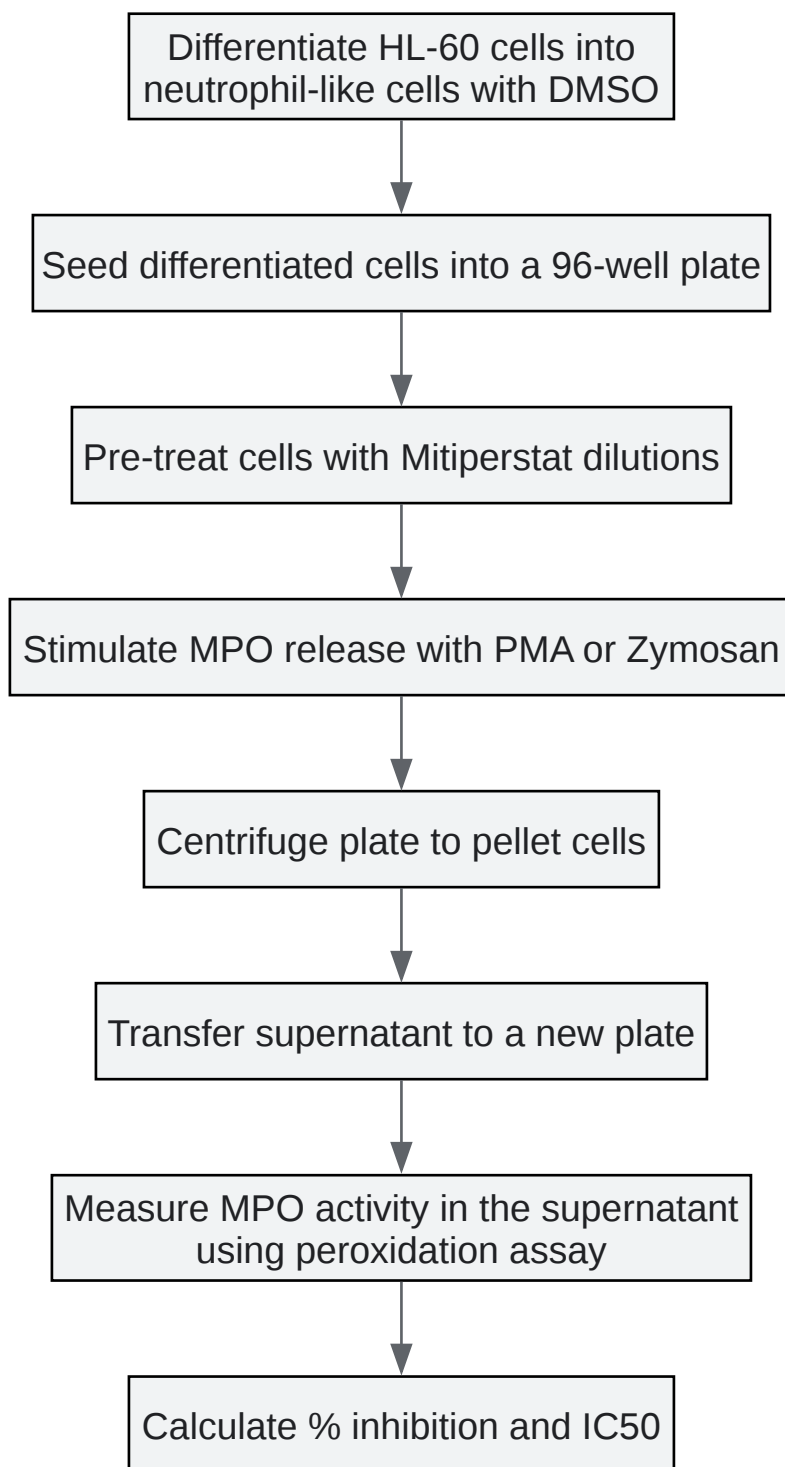 Differentiate HL-60 cells into
neutrophil-like cells with DMSO
Seed differentiated cells into a 96-well plate
Pre-treat cells with Mitiperstat dilutions
Stimulate MPO release with PMA or Zymosan
Centrifuge plate to pellet cells
Transfer supernatant to a new plate
Measure MPO activity in the supernatant
using peroxidation assay
Calculate % inhibition and IC50